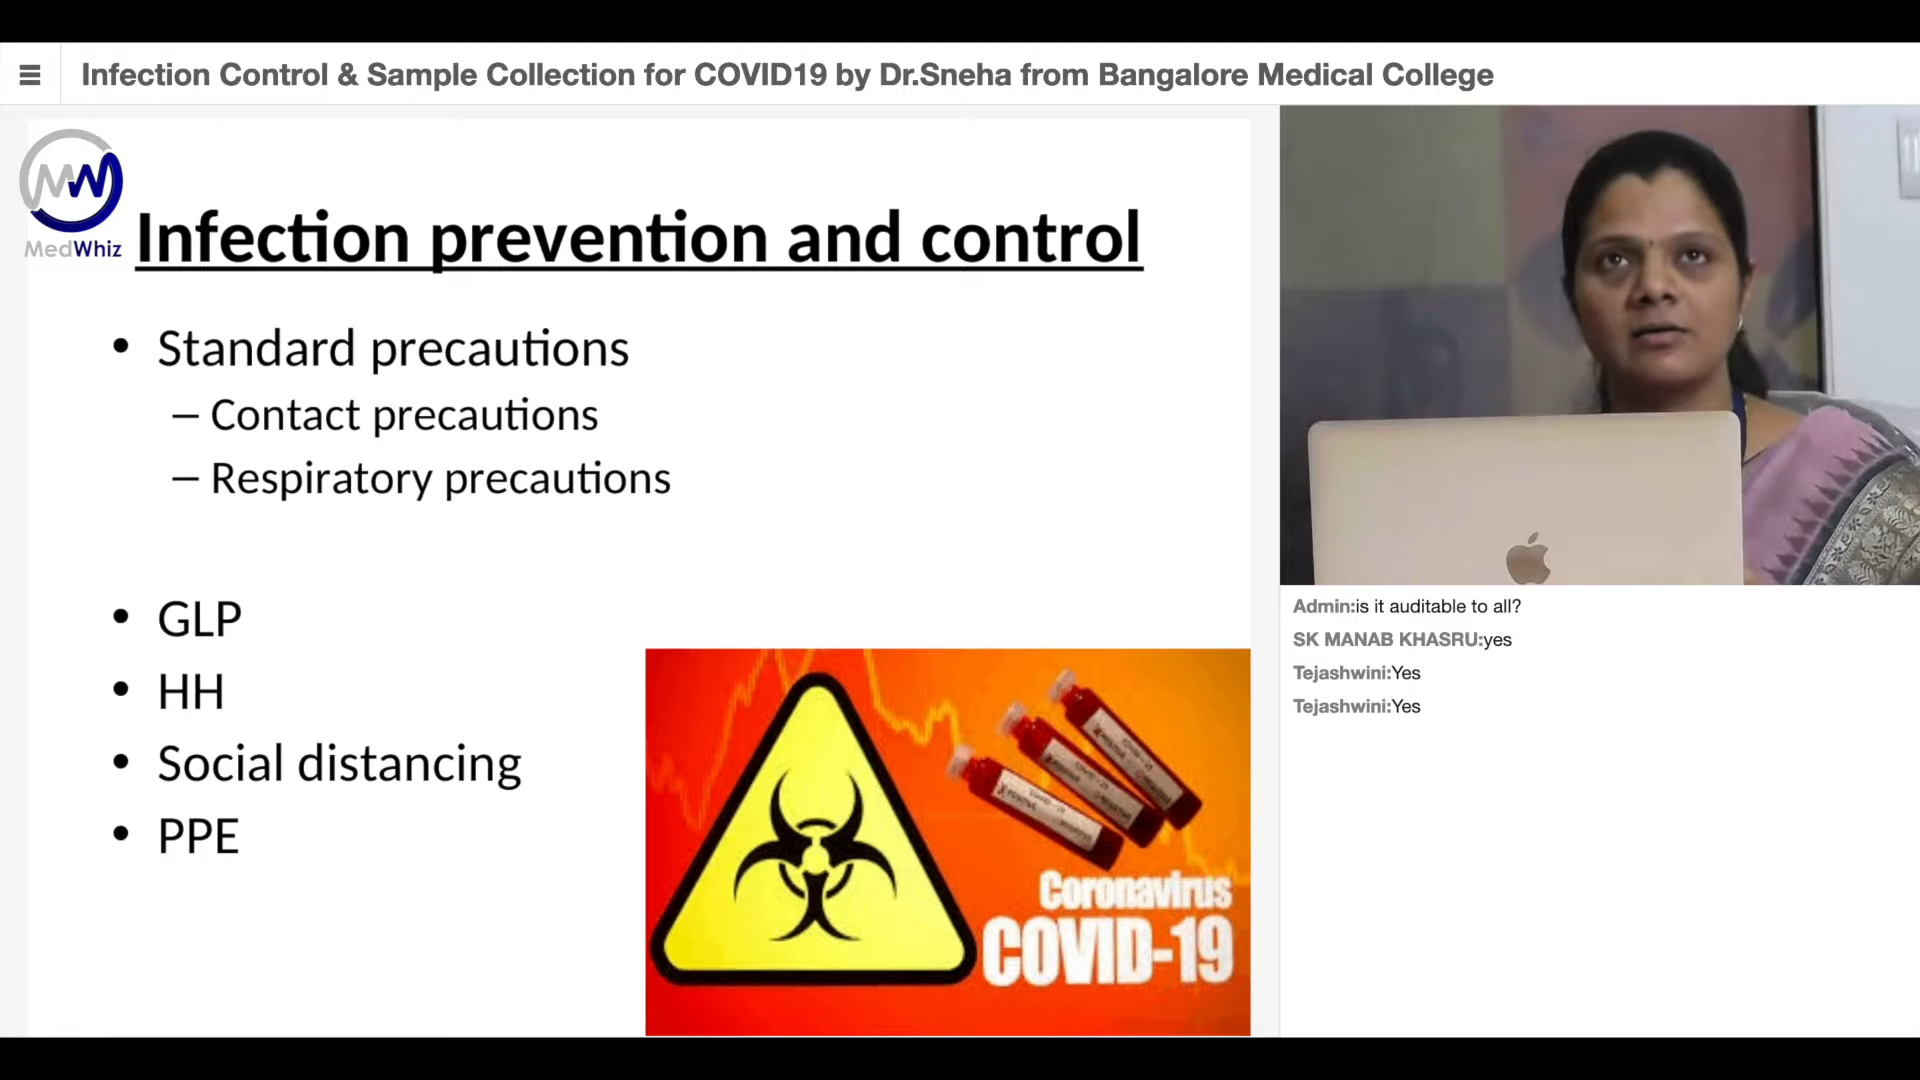 Infection Control & Sample Collection for COVID19 by Dr.Sneha from Bangalore Medical College
MW
MedWhiz
Infection prevention and control
• Standard precautions
– Contact precautions
– Respiratory precautions
• GLP
• HH
• Social distancing
• PPE
Coronavirus
COVID-19
Admin:is it auditable to all?
SK MANAB KHASRU:yes
Tejashwini:Yes
Tejashwini:Yes